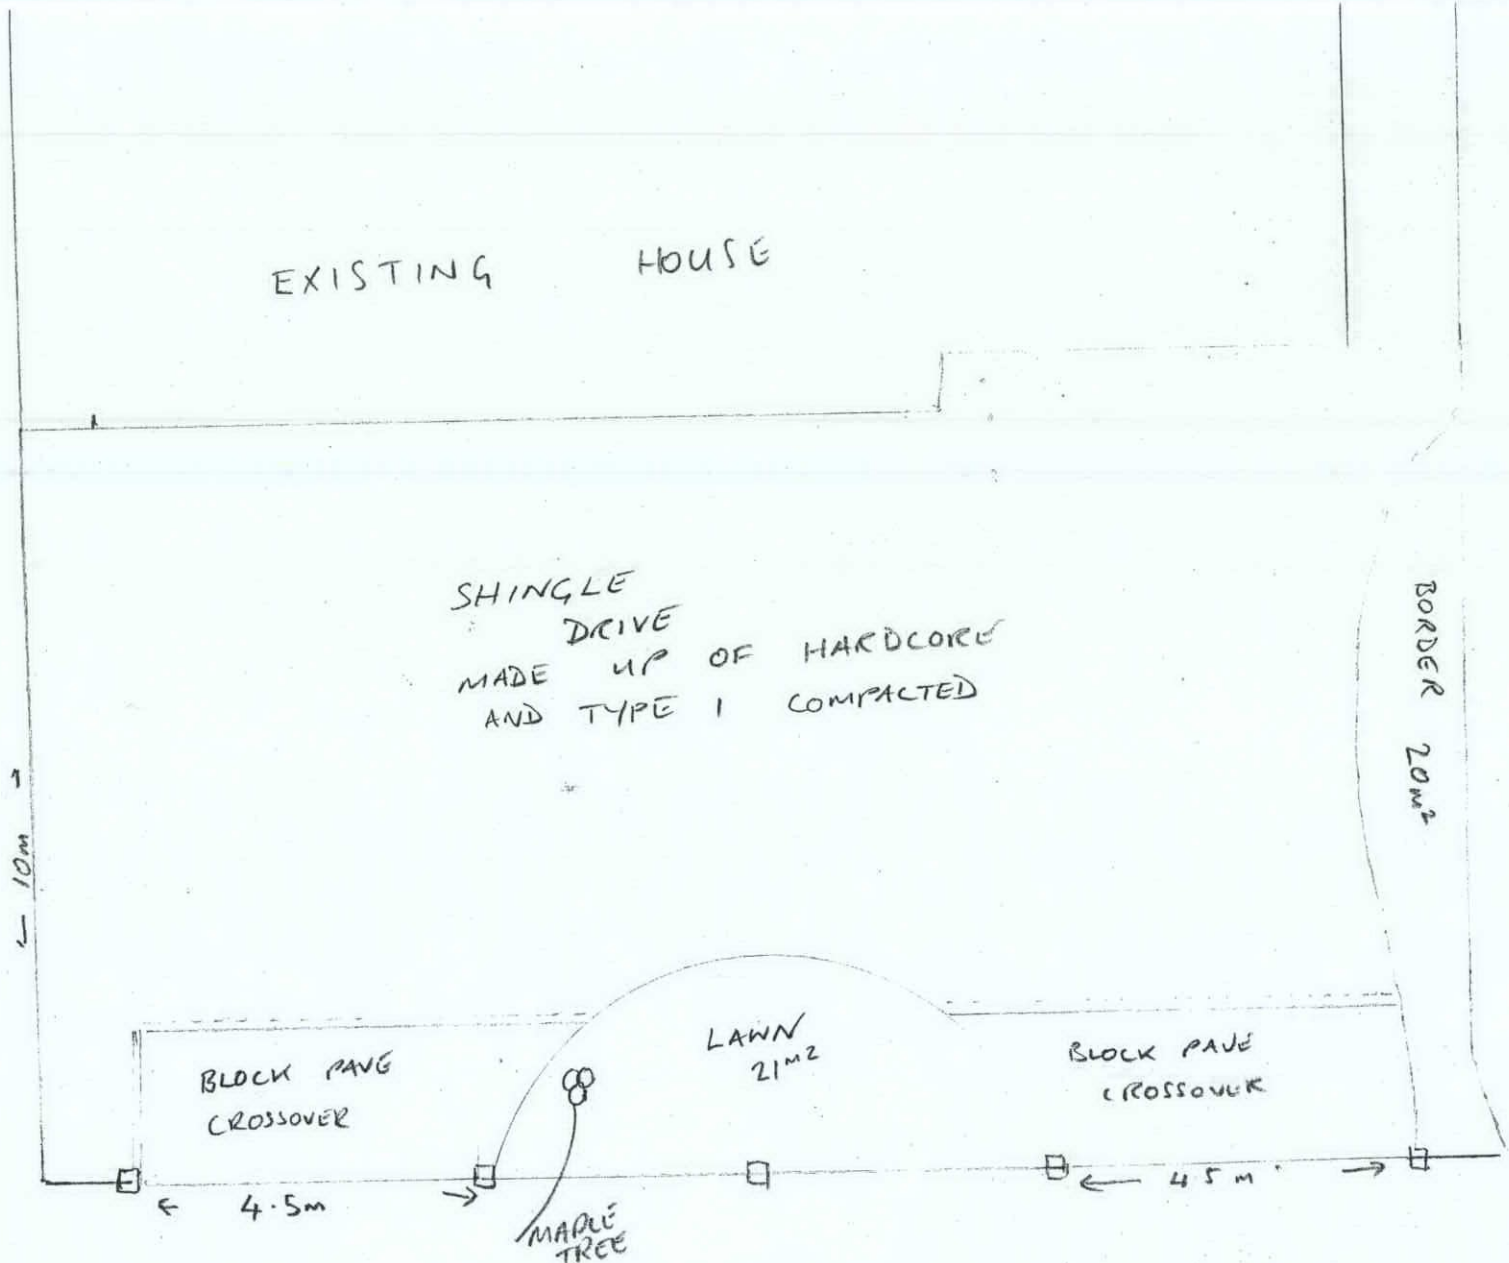 EXISTING HOUSE
SHINGLE
DRIVE
MADE UP OF HARDCORE
AND TYPE 1 COMPACTED
BORDER 20m²
← 10m →
LAWN
21m²
BLOCK PAVE
CROSSOVER
BLOCK PAVE
CROSSOVER
← 4.5m →
← 4.5m →
MAPLE
TREE